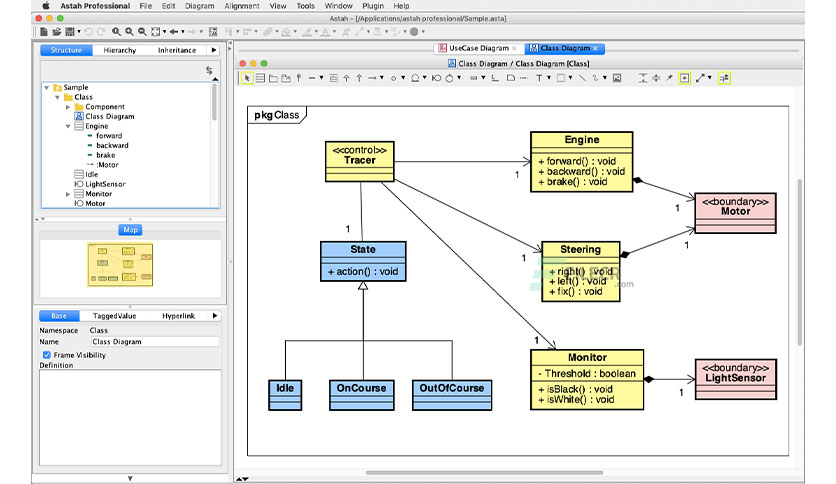 Astah Professional File Edit Diagram Alignment View Tools Window Plugin Help
Astah - [/Applications/astah professional/Sample.asta]
Structure Hierarchy Inheritance
Sample
Class
Component
Class Diagram
Engine
forward
backward
brake
:Motor
Idle
LightSensor
Monitor
Motor
Map
Base TaggedValue Hyperlink
Namespace Class
Name Class Diagram
Frame Visibility
Definition
UseCase Diagram Class Diagram
Class Diagram / Class Diagram [Class]
pkg Class
<<control>>
Tracer
Engine
+ forward() : void
+ backward() : void
+ brake() : void
1
<<boundary>>
Motor
1
1
State
+ action() : void
1
Steering
+ right() : void
+ left() : void
+ fix() : void
1
.com
1
Monitor
- Threshold : boolean
+ isBlack() : void
+ isWhite() : void
<<boundary>>
LightSensor
1
Idle
OnCourse
OutOfCourse